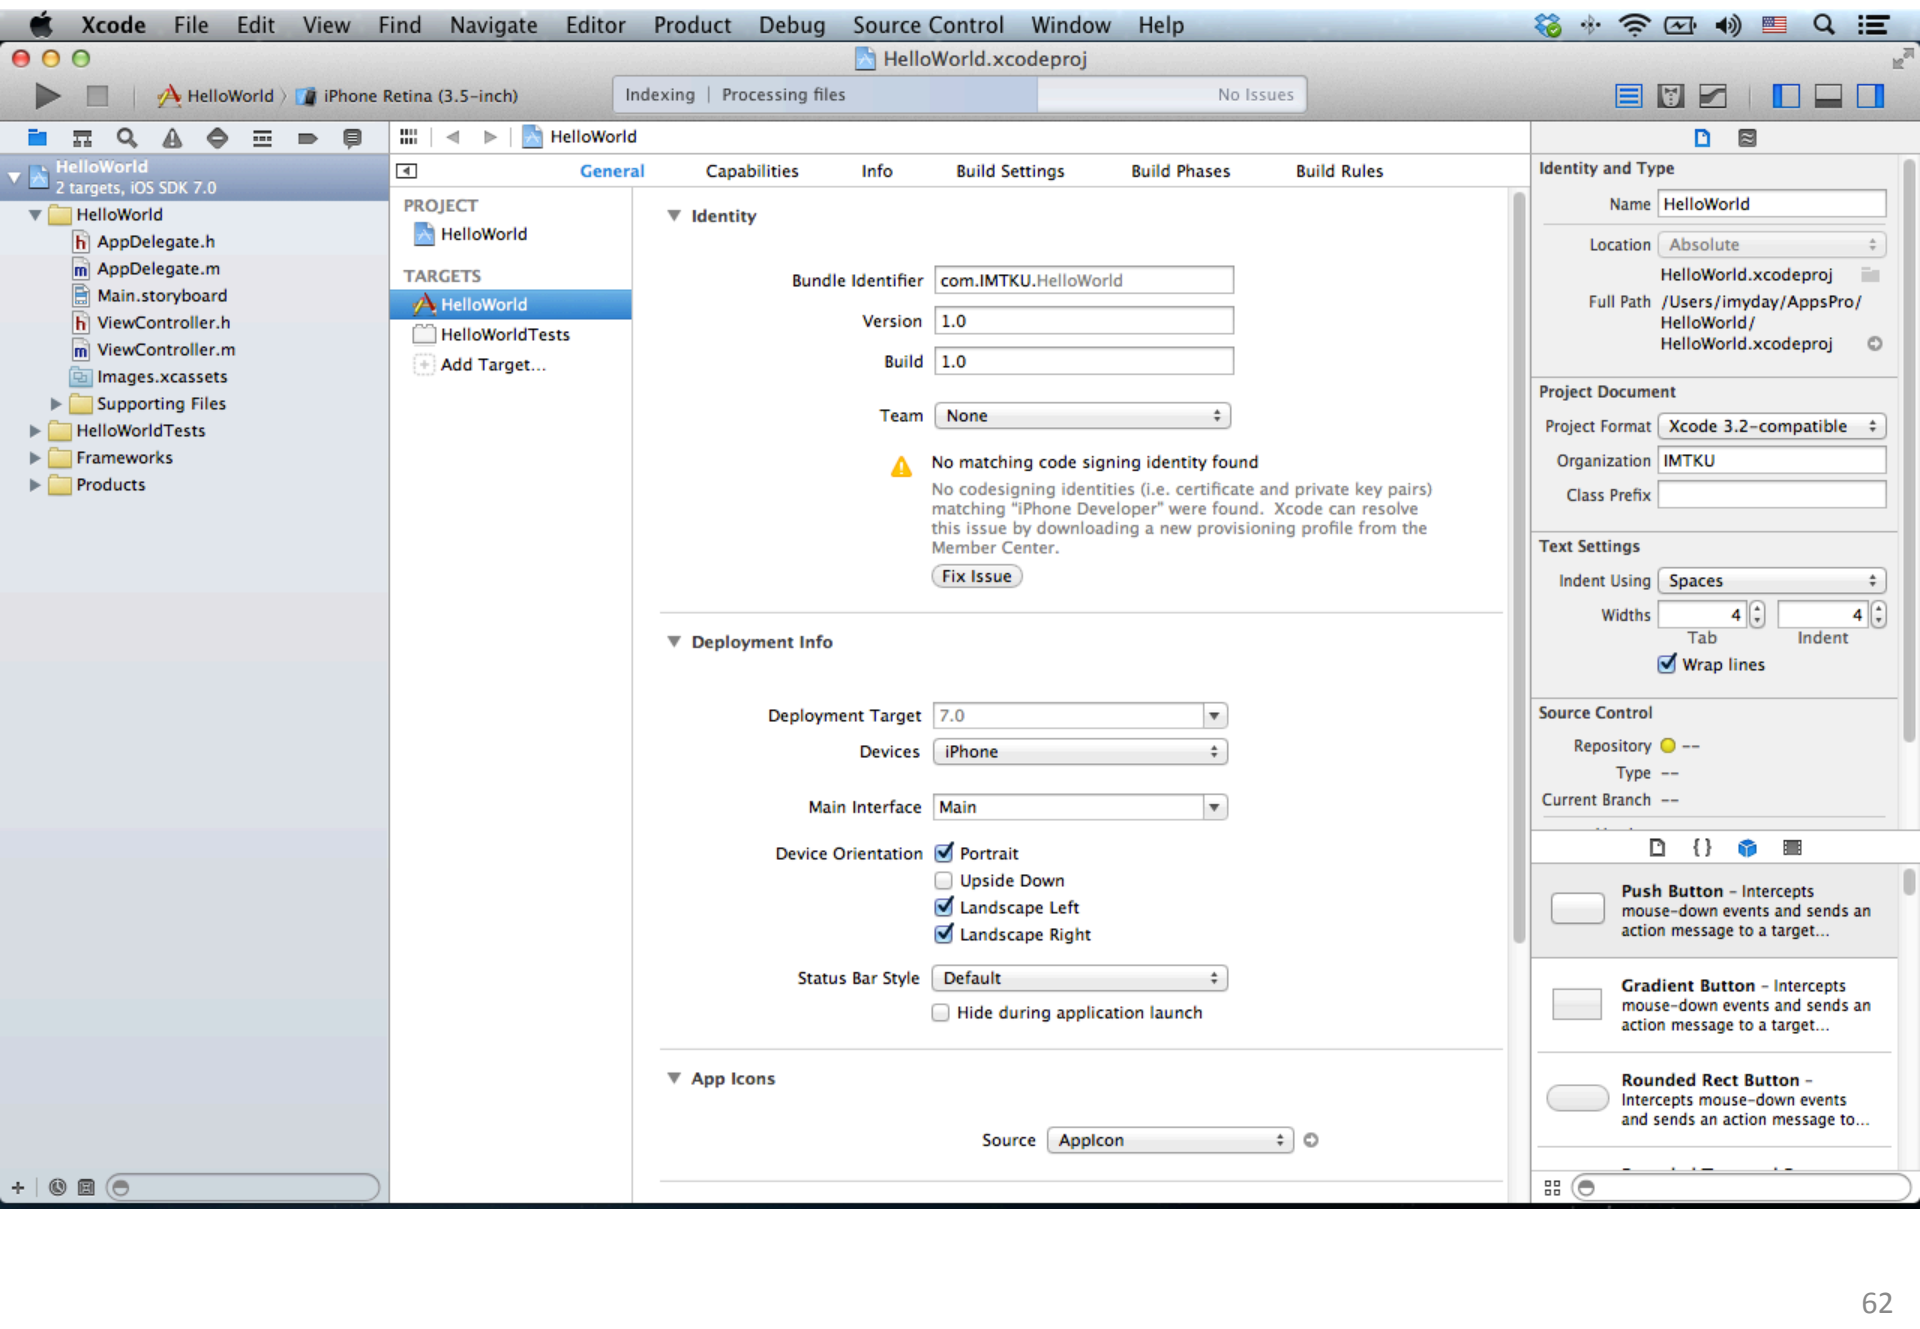 Xcode File Edit View Find Navigate Editor Product Debug Source Control Window Help
HelloWorld.xcodeproj
HelloWorld iPhone Retina (3.5-inch)
Indexing | Processing files No Issues
HelloWorld
2 targets, iOS SDK 7.0
HelloWorld
AppDelegate.h
AppDelegate.m
Main.storyboard
ViewController.h
ViewController.m
Images.xcassets
Supporting Files
HelloWorldTests
Frameworks
Products
HelloWorld
General Capabilities Info Build Settings Build Phases Build Rules
PROJECT
HelloWorld
TARGETS
HelloWorld
HelloWorldTests
Add Target...
Identity
Bundle Identifier com.IMTKU.HelloWorld
Version 1.0
Build 1.0
Team None
No matching code signing identity found
No codesigning identities (i.e. certificate and private key pairs)
matching “iPhone Developer” were found. Xcode can resolve
this issue by downloading a new provisioning profile from the
Member Center.
Fix Issue
Deployment Info
Deployment Target 7.0
Devices iPhone
Main Interface Main
Device Orientation Portrait
Upside Down
Landscape Left
Landscape Right
Status Bar Style Default
Hide during application launch
App Icons
Source AppIcon
Identity and Type
Name HelloWorld
Location Absolute
HelloWorld.xcodeproj
Full Path /Users/imyday/AppsPro/
HelloWorld/
HelloWorld.xcodeproj
Project Document
Project Format Xcode 3.2-compatible
Organization IMTKU
Class Prefix
Text Settings
Indent Using Spaces
Widths 4 4
Tab Indent
Wrap lines
Source Control
Repository --
Type --
Current Branch --
{ }
Push Button - Intercepts
mouse-down events and sends an
action message to a target...
Gradient Button - Intercepts
mouse-down events and sends an
action message to a target...
Rounded Rect Button -
Intercepts mouse-down events
and sends an action message to...
62